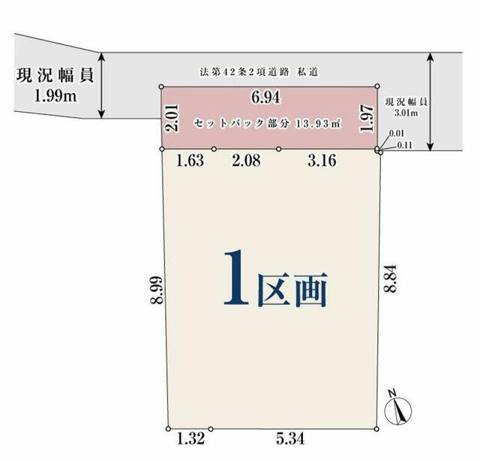 法第42条2項道路 私道
現況幅員
1.99m
6.94
現況幅員
3.01m
2.01
セットバック部分 13.93㎡
1.97
0.01
0.11
1.63
2.08
3.16
8.99
1区画
8.84
N
1.32
5.34